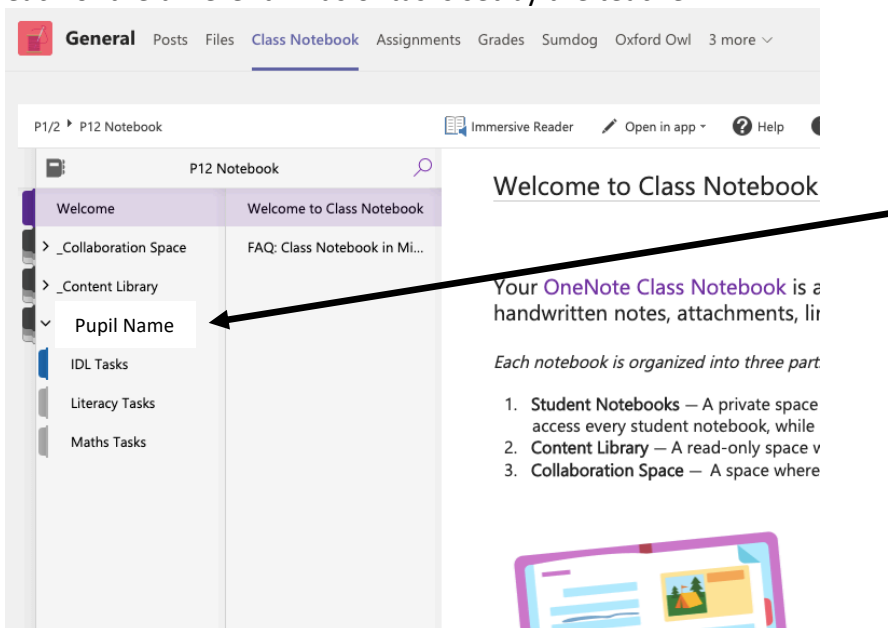 General Posts Files Class Notebook Assignments Grades Sumdog Oxford Owl 3 more
P1/2 P12 Notebook Immersive Reader Open in app Help
P12 Notebook
Welcome
_Collaboration Space
_Content Library
Pupil Name
IDL Tasks
Literacy Tasks
Maths Tasks
Welcome to Class Notebook
FAQ: Class Notebook in Mi...
Welcome to Class Notebook
Your OneNote Class Notebook is a
handwritten notes, attachments, lin
Each notebook is organized into three part
1. Student Notebooks — A private space
access every student notebook, while
2. Content Library — A read-only space
3. Collaboration Space — A space where